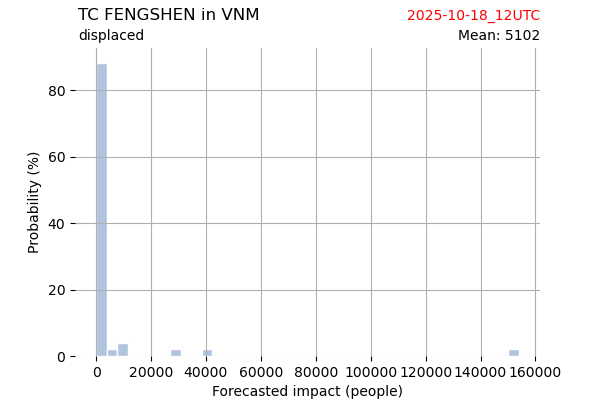 TC FENGSHEN in VNM
2025-10-18_12UTC
displaced
Mean: 5102
Probability (%)
80
60
40
20
0
0 20000 40000 60000 80000 100000 120000 140000 160000
Forecasted impact (people)